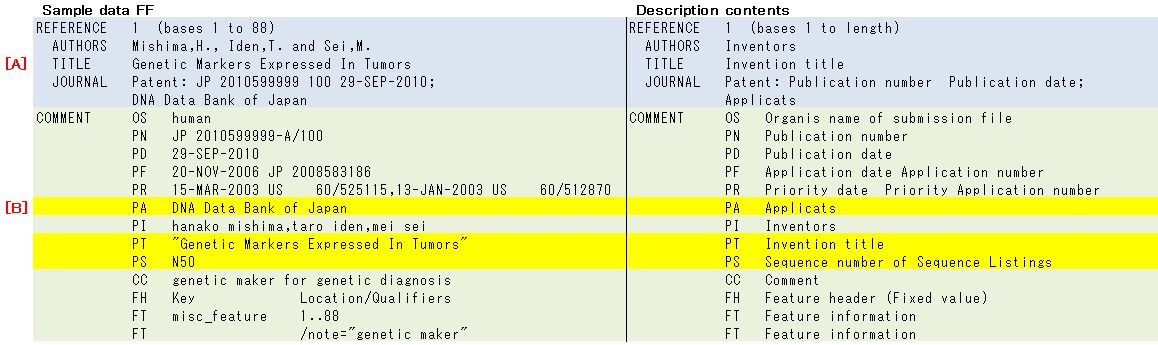 Sample data FF Description contents
REFERENCE 1 (bases 1 to 88) REFERENCE 1 (bases 1 to length)
AUTHORS Mishima,H., Iden,T. and Sei,M. AUTHORS Inventors
[A] TITLE Genetic Markers Expressed In Tumors TITLE Invention title
JOURNAL Patent: JP 2010599999 100 29-SEP-2010; JOURNAL Patent: Publication number Publication date;
DNA Data Bank of Japan Applicats
COMMENT OS human COMMENT OS Organis name of submission file
PN JP 2010599999-A/100 PN Publication number
PD 29-SEP-2010 PD Publication date
PF 20-NOV-2006 JP 2008583186 PF Application date Application number
PR 15-MAR-2003 US 60/525115,13-JAN-2003 US 60/512870 PR Priority date Priority Application number
[B] PA DNA Data Bank of Japan PA Applicats
PI hanako mishima,taro iden,mei sei PI Inventors
PT "Genetic Markers Expressed In Tumors" PT Invention title
PS N50 PS Sequence number of Sequence Listings
CC genetic maker for genetic diagnosis CC Comment
FH Key Location/Qualifiers FH Feature header (Fixed value)
FT misc_feature 1..88 FT Feature information
FT /note="genetic maker" FT Feature information